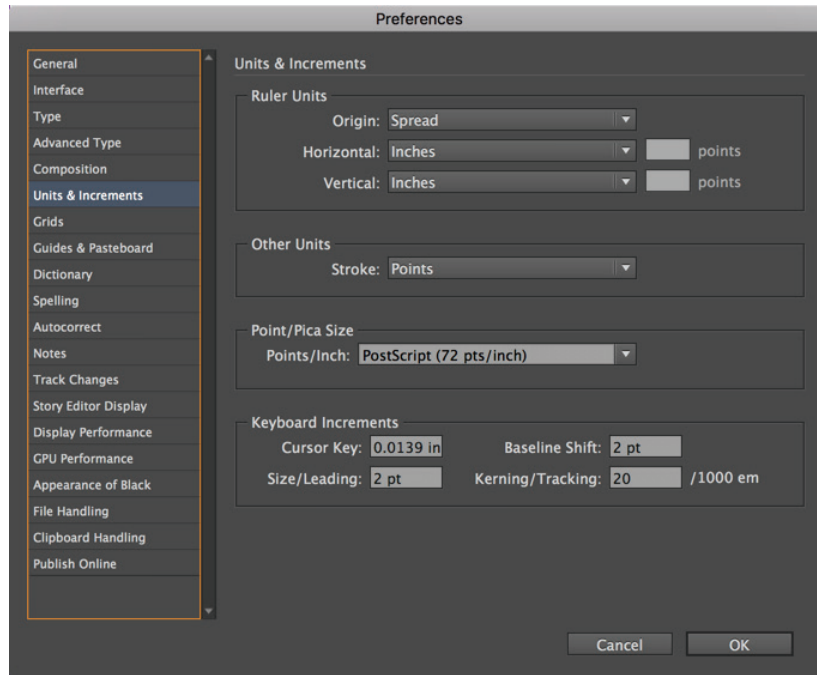 Preferences
General
Interface
Type
Advanced Type
Composition
Units & Increments
Grids
Guides & Pasteboard
Dictionary
Spelling
Autocorrect
Notes
Track Changes
Story Editor Display
Display Performance
GPU Performance
Appearance of Black
File Handling
Clipboard Handling
Publish Online
Units & Increments
Ruler Units
Origin: Spread
Horizontal: Inches points
Vertical: Inches points
Other Units
Stroke: Points
Point/Pica Size
Points/Inch: PostScript (72 pts/inch)
Keyboard Increments
Cursor Key: 0.0139 in Baseline Shift: 2 pt
Size/Leading: 2 pt Kerning/Tracking: 20 /1000 em
Cancel OK